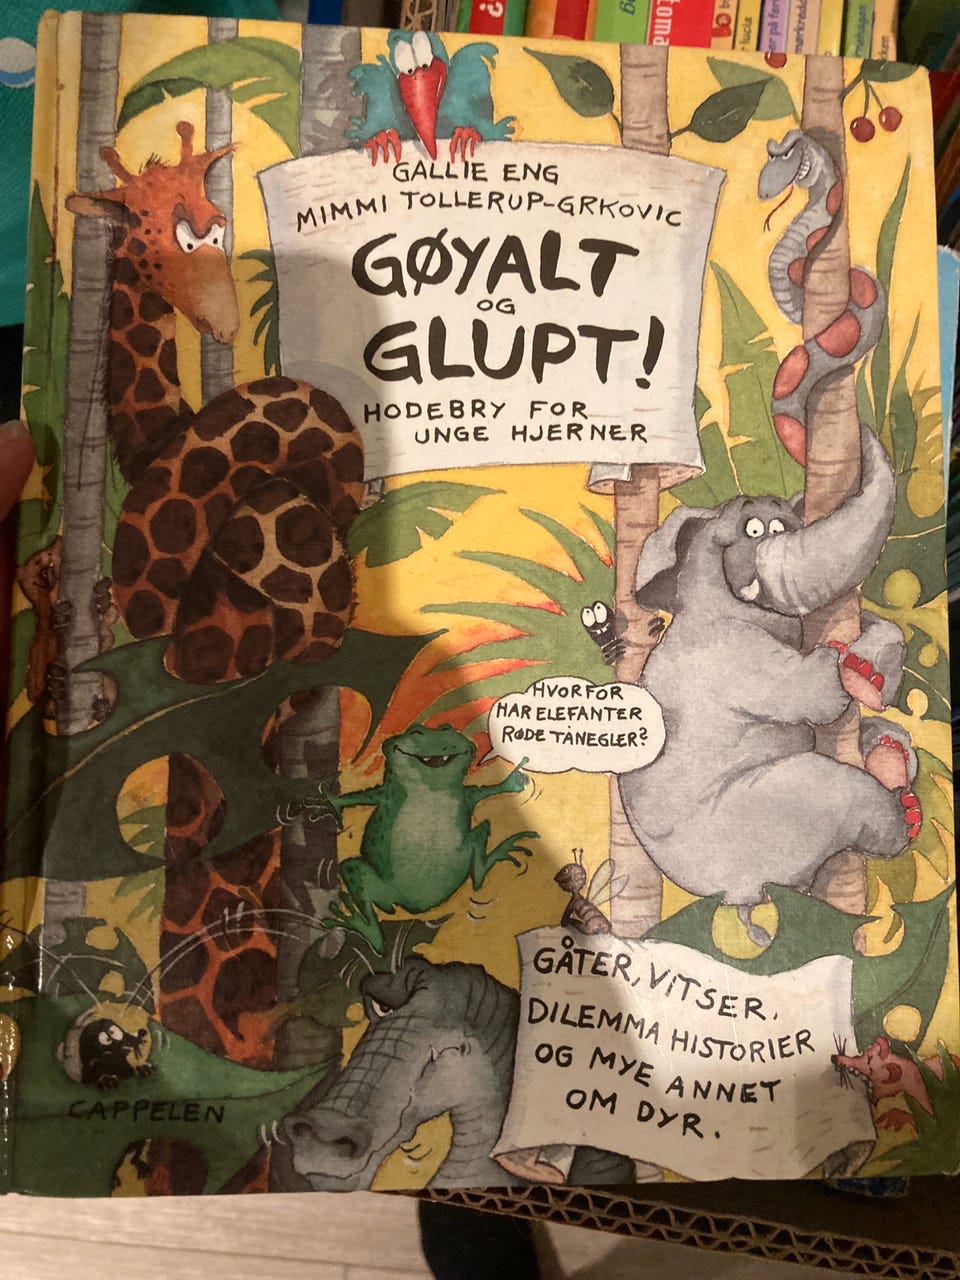 GALLIE ENG
MIMMI TOLLERUP-GRKOVIC
GØYALT
OG
GLUPT!
HODEBRY FOR
UNGE HJERNER
HVORFOR
HAR ELEFANTER
RØDE TÅNEGLER?
GÅTER, VITSER,
DILEMMA HISTORIER
OG MYE ANNET
OM DYR.
CAPPELEN